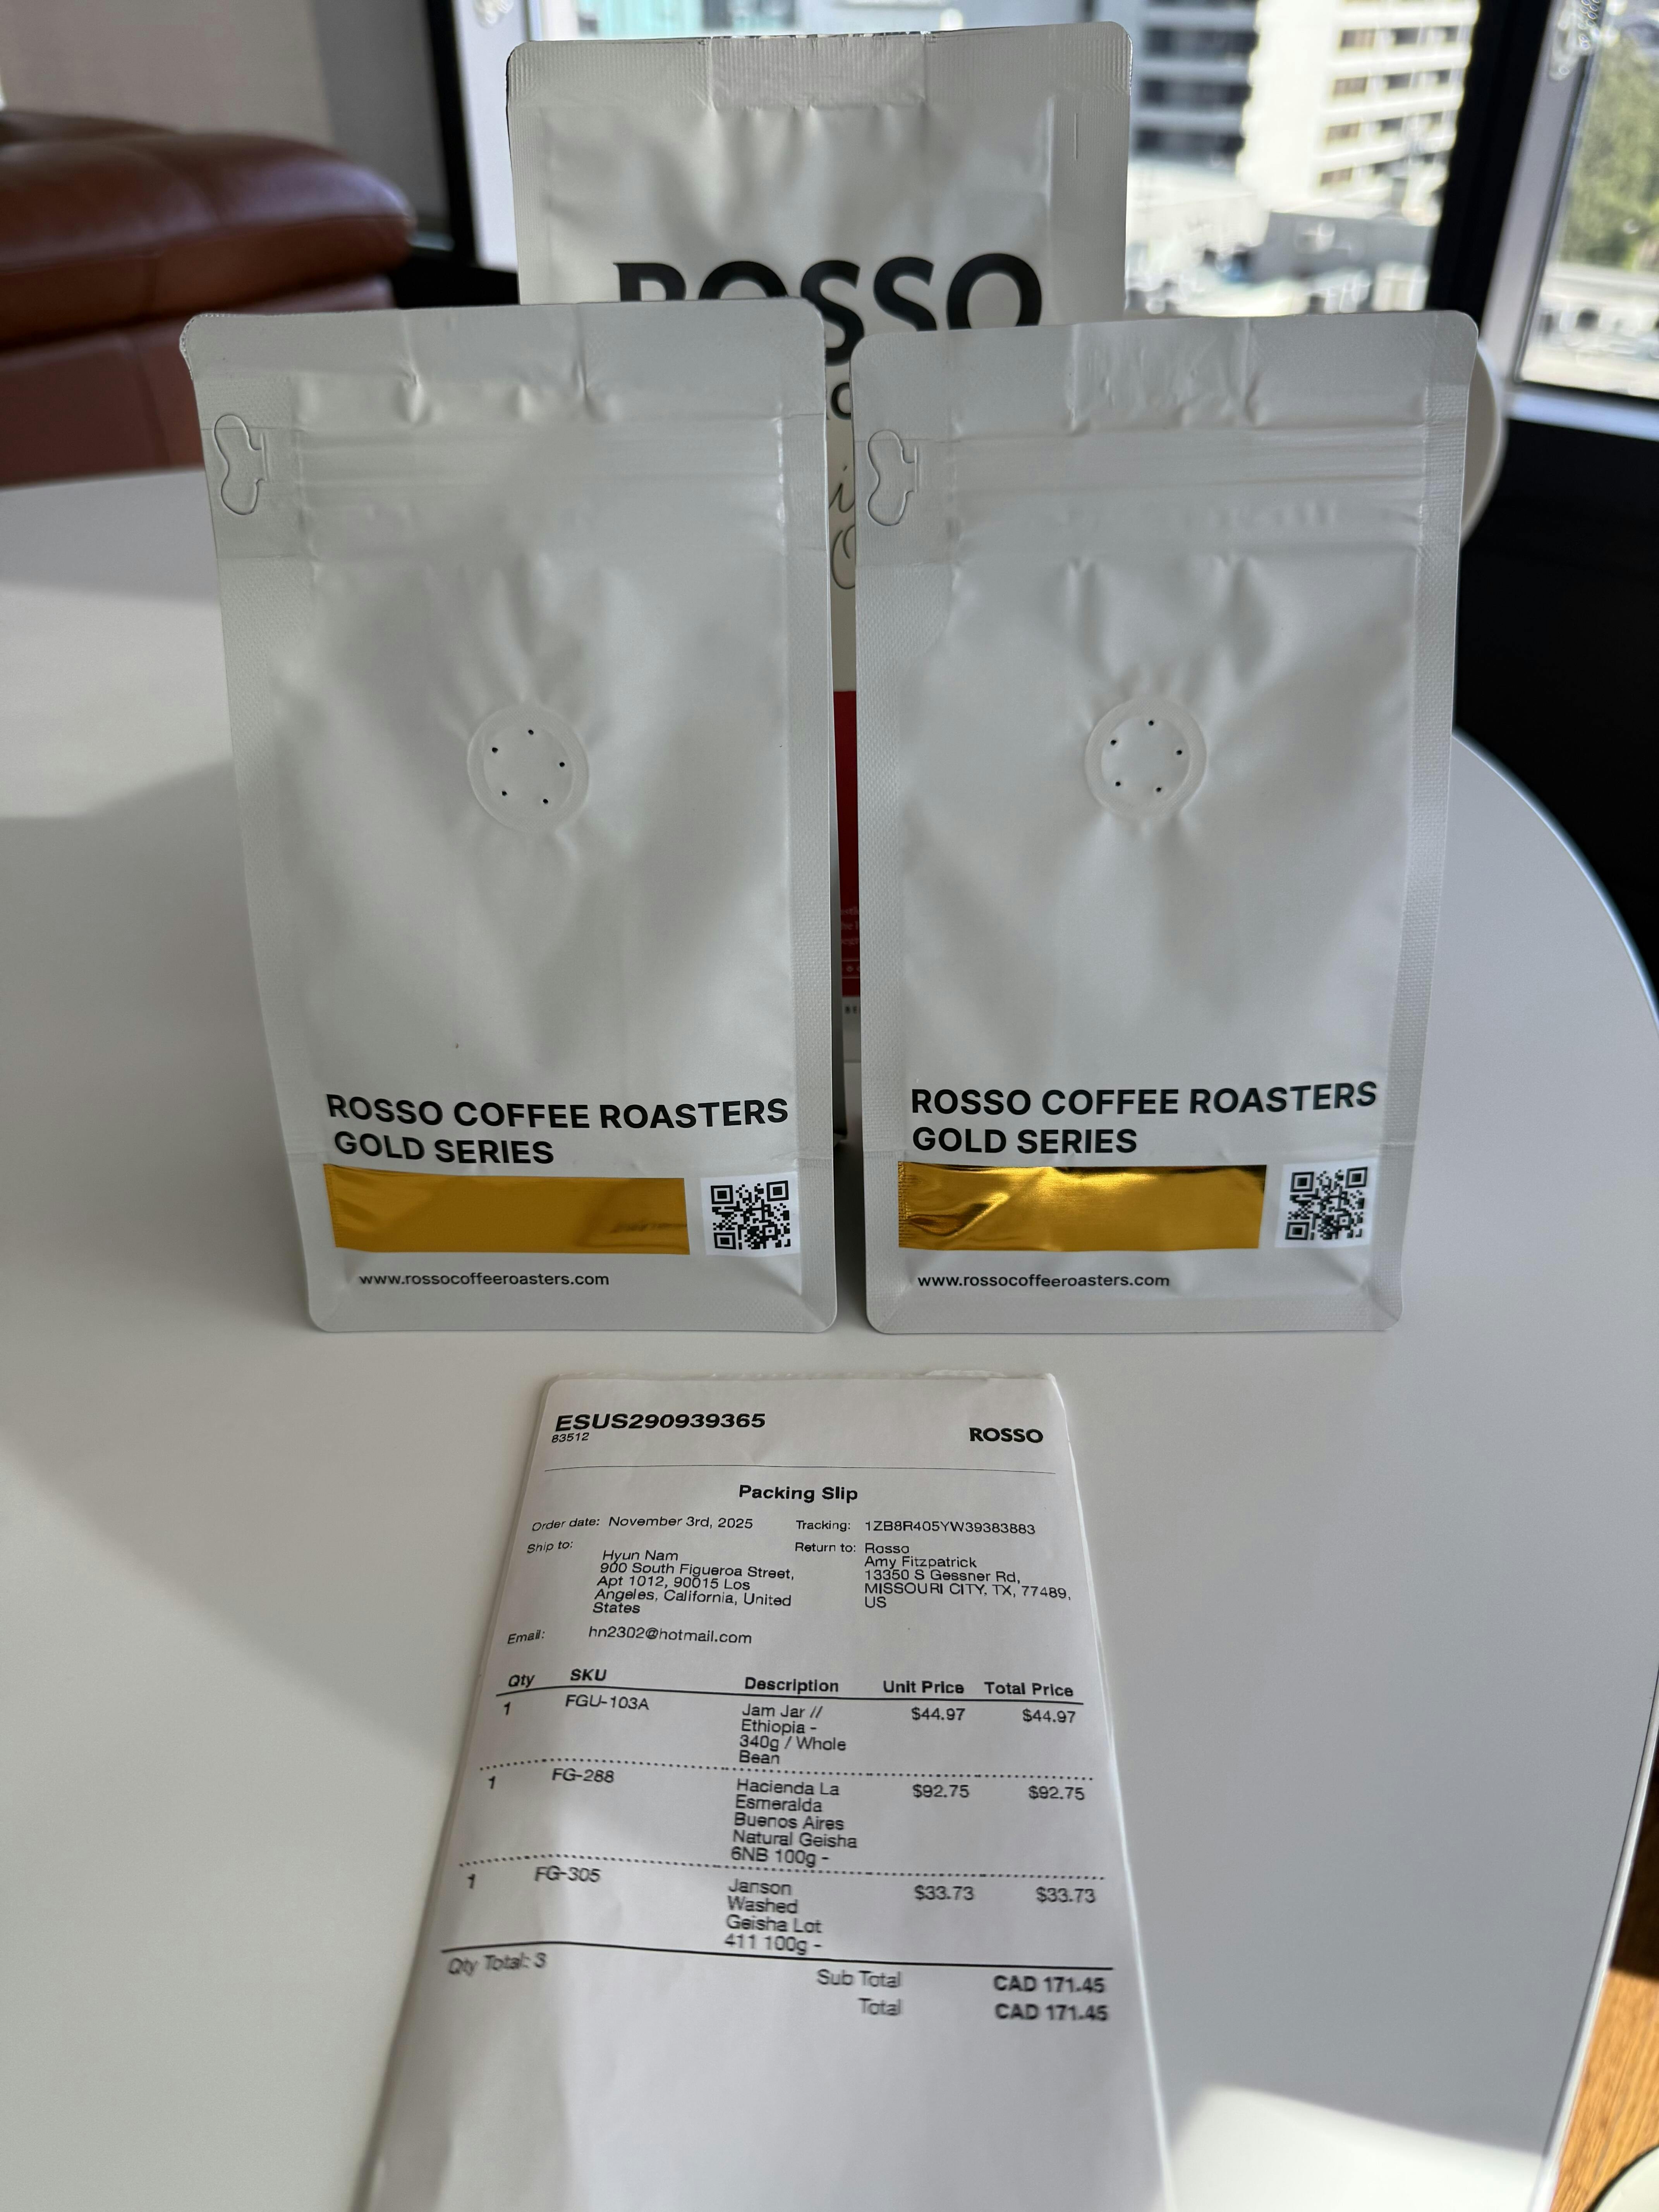 ROSSO
ROSSO COFFEE ROASTERS
GOLD SERIES
www.rossocoffeeroasters.com
ROSSO COFFEE ROASTERS
GOLD SERIES
www.rossocoffeeroasters.com
ESUS290939365
83512
ROSSO
Packing Slip
Order date: November 3rd, 2025
Tracking: 1ZB8R405YW39383883
Ship to:
Hyun Nam
900 South Figueroa Street,
Apt 1012, 90015 Los
Angeles, California, United
States
Return to: Rosso
Amy Fitzpatrick
13350 S Gessner Rd,
MISSOURI CITY, TX, 77489,
US
Email: hn2302@hotmail.com
Qty SKU Description Unit Price Total Price
1 FGU-103A Jam Jar // $44.97 $44.97
Ethiopia -
340g / Whole
Bean
1 FG-288 Hacienda La $92.75 $92.75
Esmeralda
Buenos Aires
Natural Geisha
6NB 100g -
1 FG-305 Janson $33.73 $33.73
Washed
Geisha Lot
411 100g -
Qty Total: 3
Sub Total CAD 171.45
Total CAD 171.45